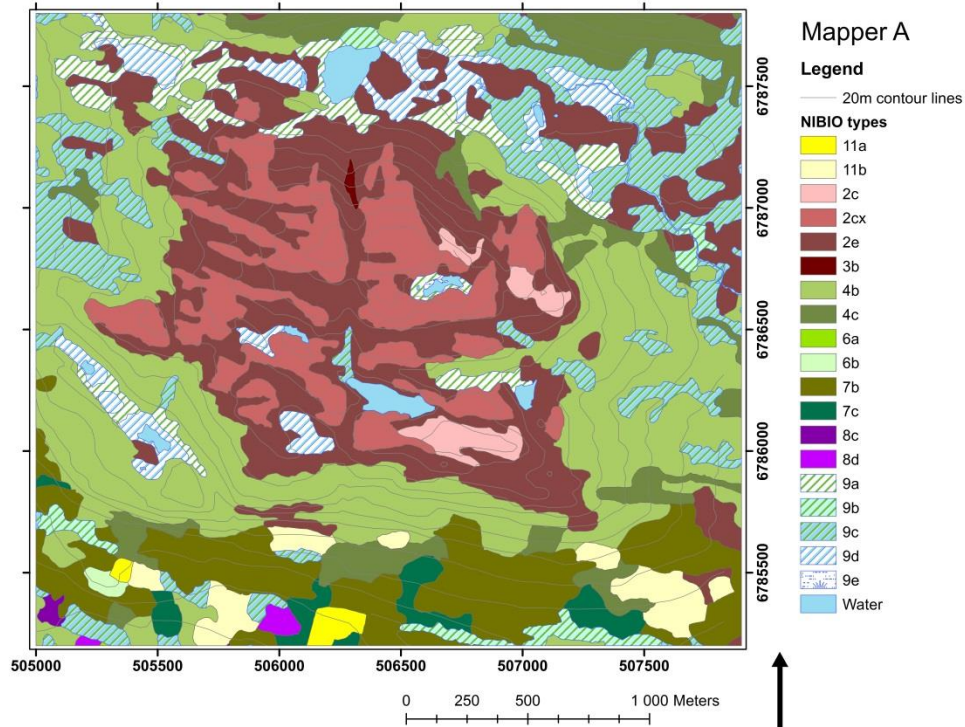 Mapper A
Legend
20m contour lines
NIBIO types
11a
11b
2c
2cx
2e
3b
4b
4c
6a
6b
7b
7c
8c
8d
9a
9b
9c
9d
9e
Water
6787500
6787000
6786500
6786000
6785500
505000 505500 506000 506500 507000 507500
0 250 500 1 000 Meters